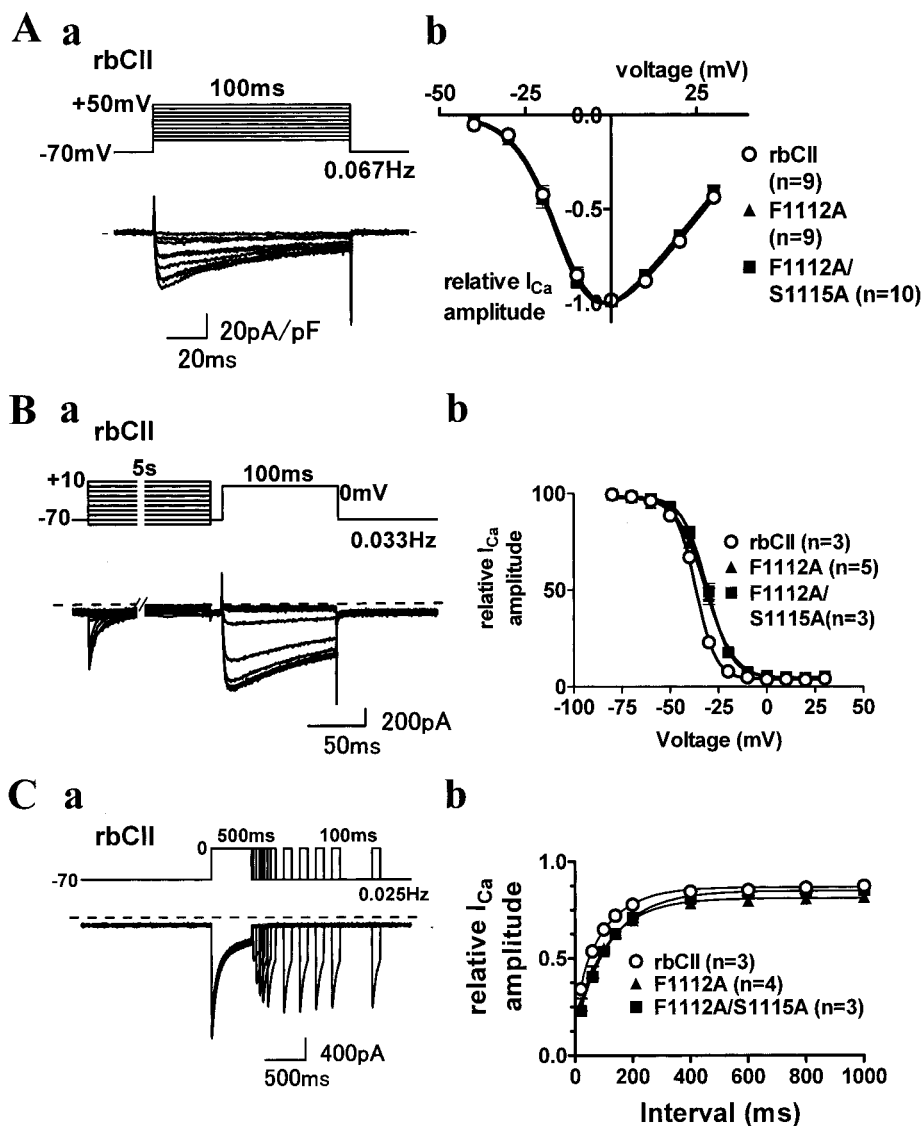 A a
rbCII
100ms
+50mV
-70mV
0.067Hz
20pA/pF
20ms
b
voltage (mV)
-50 -25 25
0.0
-0.5
-1.0
relative ICa
amplitude
rbCII
(n=9)
F1112A
(n=9)
F1112A/
S1115A (n=10)
B a
rbCII
5s
+10
-70
100ms
0mV
0.033Hz
200pA
50ms
b
relative ICa
amplitude
100
50
0
-100 -75 -50 -25 0 25 50
Voltage (mV)
rbCII (n=3)
F1112A (n=5)
F1112A/
S1115A(n=3)
C a
rbCII
0 500ms 100ms
-70
0.025Hz
400pA
500ms
b
relative ICa
amplitude
1.0
0.5
0.0
0 200 400 600 800 1000
Interval (ms)
rbCII (n=3)
F1112A (n=4)
F1112A/S1115A (n=3)